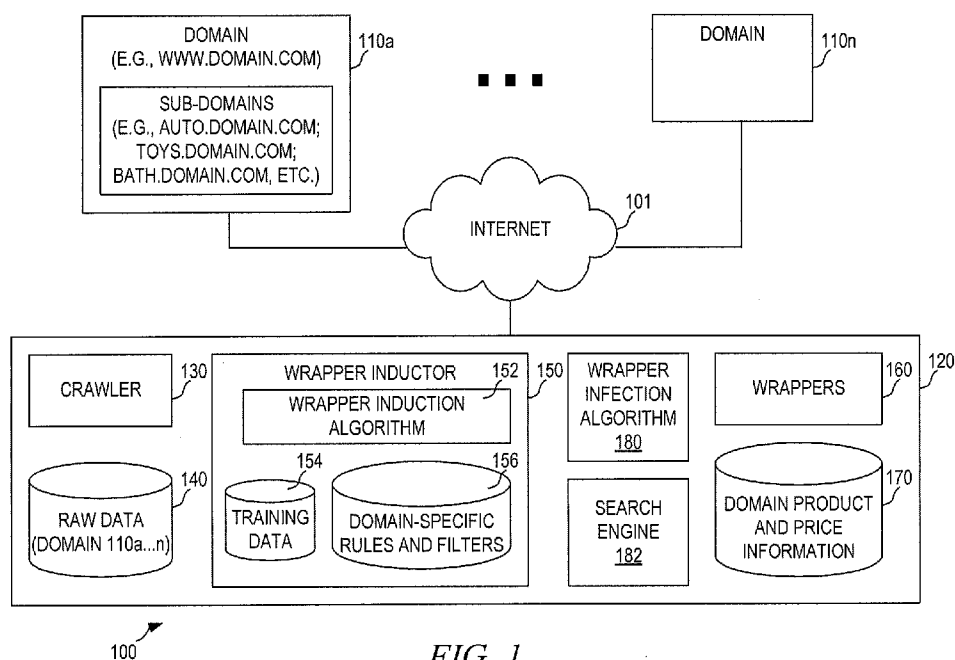 DOMAIN
(E.G., WWW.DOMAIN.COM)
110a
SUB-DOMAINS
(E.G., AUTO.DOMAIN.COM;
TOYS.DOMAIN.COM;
BATH.DOMAIN.COM, ETC.)
DOMAIN
110n
INTERNET
101
CRAWLER
130
RAW DATA
(DOMAIN 110a...n)
140
WRAPPER INDUCTOR
152
150
WRAPPER INDUCTION
ALGORITHM
154
TRAINING
DATA
156
DOMAIN-SPECIFIC
RULES AND FILTERS
WRAPPER
INFECTION
ALGORITHM
180
SEARCH
ENGINE
182
WRAPPERS
160
120
DOMAIN PRODUCT
AND PRICE
INFORMATION
170
100
FIG. 1